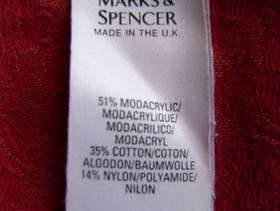 MARKS &
SPENCER
MADE IN THE U.K.
51% MODACRYLIC/
MODACRYLIQUE/
MODACRILICO/
MODACRYL
35% COTTON/COTON/
ALGODON/BAUMWOLLE
14% NYLON/POLYAMIDE/
NILON